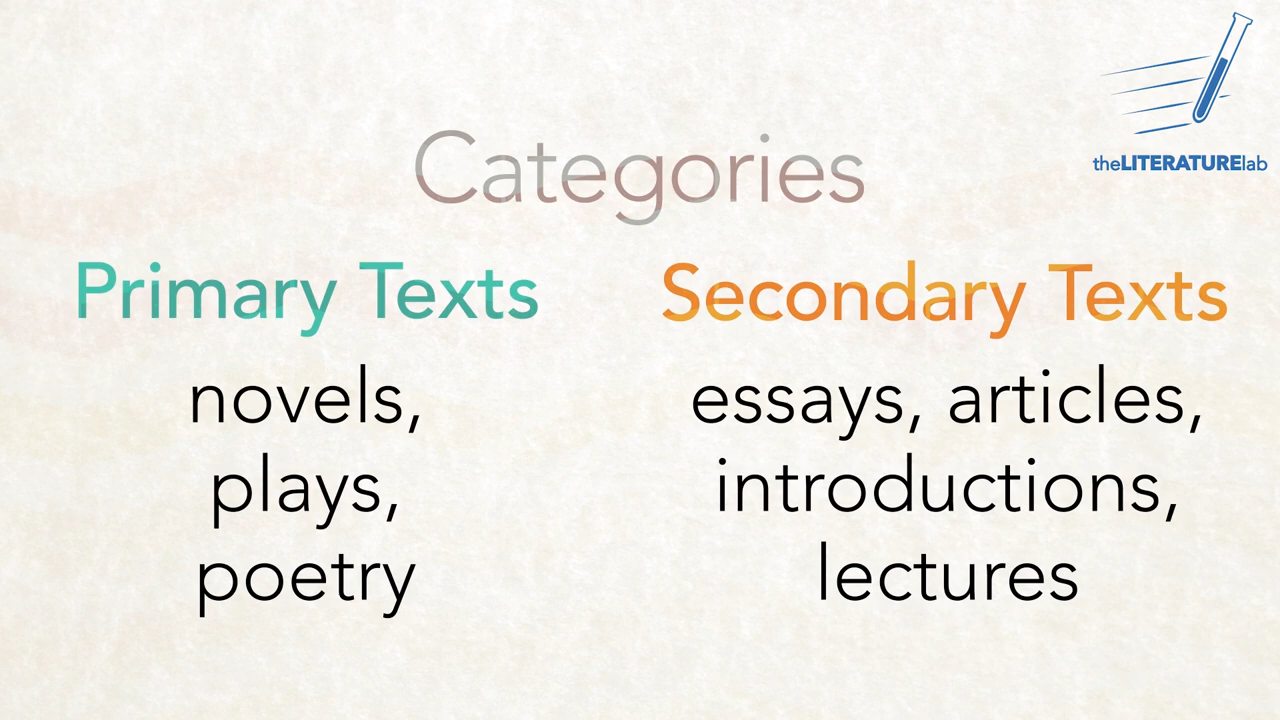 theLITERATURElab
Categories
Primary Texts
novels,
plays,
poetry
Secondary Texts
essays, articles,
introductions,
lectures